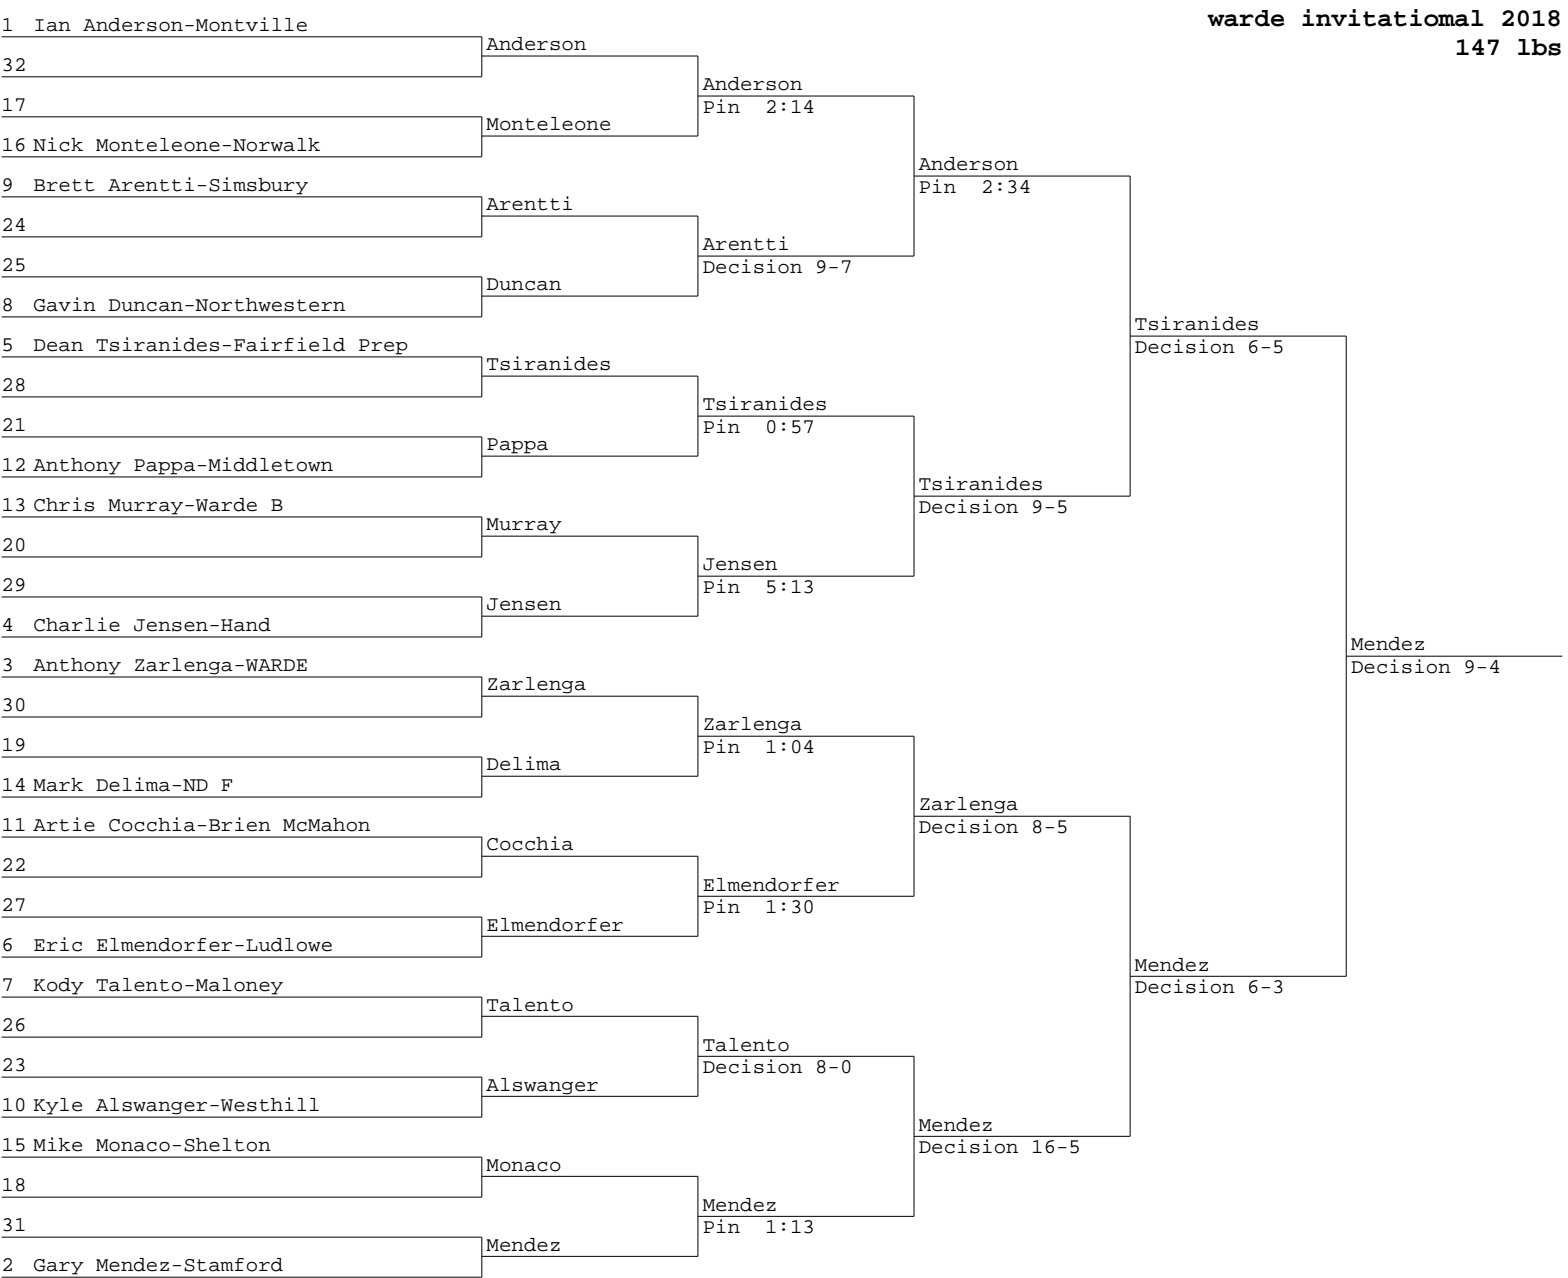 warde invitatiomal 2018
147 lbs
1 Ian Anderson-Montville
32
17
16 Nick Monteleone-Norwalk
9 Brett Arentti-Simsbury
24
25
8 Gavin Duncan-Northwestern
5 Dean Tsiranides-Fairfield Prep
28
21
12 Anthony Pappa-Middletown
13 Chris Murray-Warde B
20
29
4 Charlie Jensen-Hand
3 Anthony Zarlenga-WARDE
30
19
14 Mark Delima-ND F
11 Artie Cocchia-Brien McMahon
22
27
6 Eric Elmendorfer-Ludlowe
7 Kody Talento-Maloney
26
23
10 Kyle Alswanger-Westhill
15 Mike Monaco-Shelton
18
31
2 Gary Mendez-Stamford
Anderson
Monteleone
Arentti
Duncan
Tsiranides
Pappa
Murray
Jensen
Zarlenga
Delima
Cocchia
Elmendorfer
Talento
Alswanger
Monaco
Mendez
Anderson
Pin 2:14
Arentti
Decision 9-7
Tsiranides
Pin 0:57
Jensen
Pin 5:13
Zarlenga
Pin 1:04
Elmendorfer
Pin 1:30
Talento
Decision 8-0
Mendez
Pin 1:13
Anderson
Pin 2:34
Tsiranides
Decision 9-5
Zarlenga
Decision 8-5
Mendez
Decision 16-5
Tsiranides
Decision 6-5
Mendez
Decision 6-3
Mendez
Decision 9-4